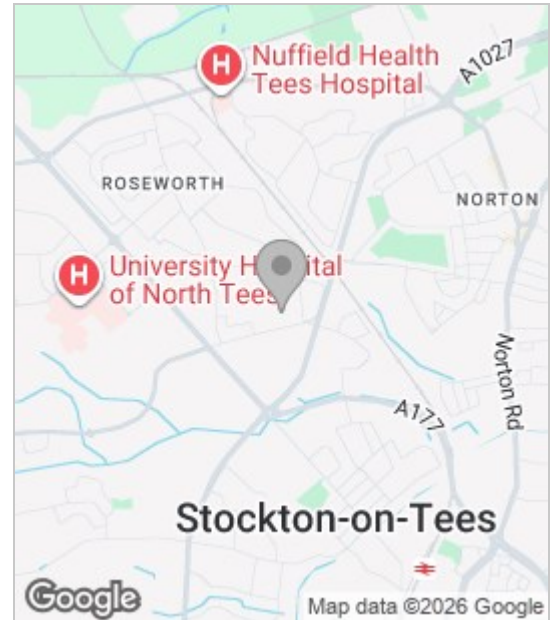 H Nuffield Health
Tees Hospital
A1027
ROSEWORTH
NORTON
H University H ital
of North Tees
Norton Rd
A177
Stockton-on-Tees
Google
Map data ©2026 Google